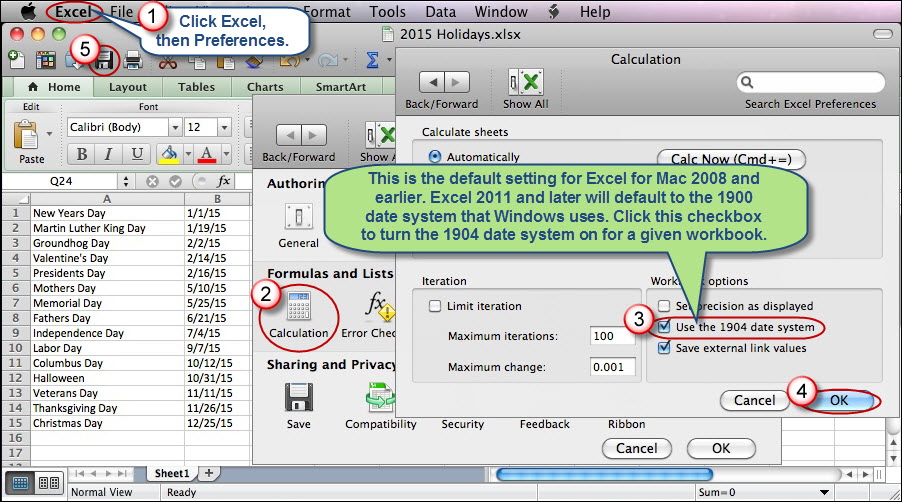 Excel File Format Tools Data Window Help
1
Click Excel,
then Preferences.
5
2015 Holidays.xlsx
Calculation
Home Layout Tables Charts SmartArt
Back/Forward
Show All
Search Excel Preferences
Edit
Font
Paste
Calibri (Body)
12
B I U
A
Back/Forward
Calculate sheets
Automatically
Calc Now (Cmd+=)
This is the default setting for Excel for Mac 2008 and
earlier. Excel 2011 and later will default to the 1900
date system that Windows uses. Click this checkbox
to turn the 1904 date system on for a given workbook.
Q24
fx
A B
1 New Years Day 1/1/15
2 Martin Luther King Day 1/19/15
3 Groundhog Day 2/2/15
4 Valentine's Day 2/14/15
5 Presidents Day 2/16/15
6 Mothers Day 5/10/15
7 Memorial Day 5/25/15
8 Fathers Day 6/21/15
9 Independence Day 7/4/15
10 Labor Day 9/7/15
11 Columbus Day 10/12/15
12 Halloween 10/31/15
13 Veterans Day 11/11/15
14 Thanksgiving Day 11/26/15
15 Christmas Day 12/25/15
16
17
General
Formulas and Lists
2
Calculation
fx
Sharing and
Save
Compatibility
Security
Feedback
Ribbon
Cancel
OK
Iteration
Limit iteration
Maximum iterations: 100
Maximum change: 0.001
options
precision as displayed
3
Use the 1904 date system
Save external link values
4
Cancel
OK
Sheet1
Normal View
Ready
Sum=0